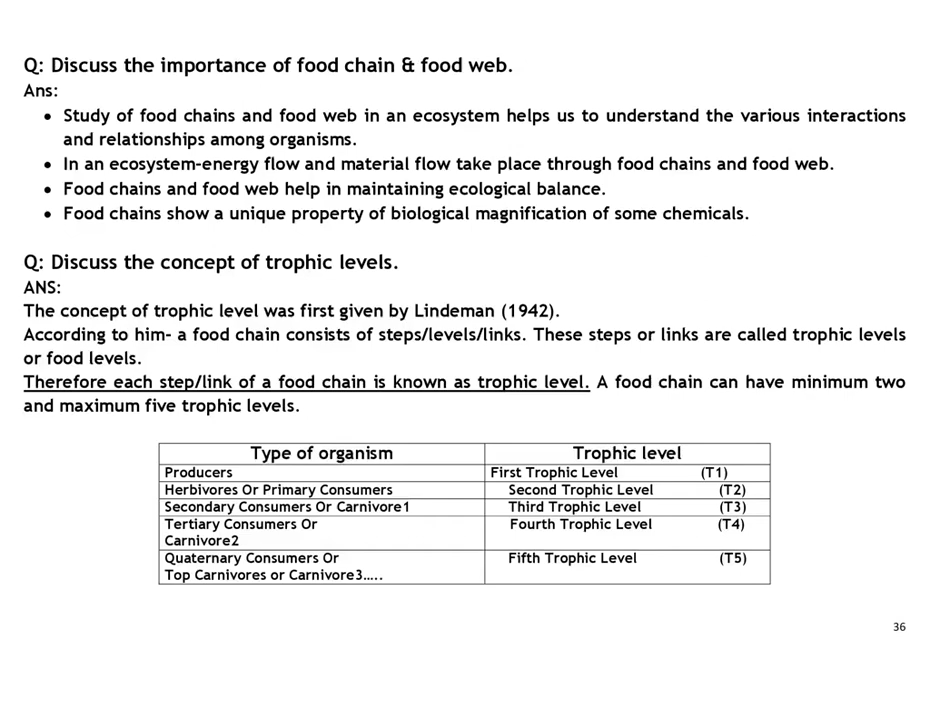 Q: Discuss the importance of food chain & food web.
Ans:
• Study of food chains and food web in an ecosystem helps us to understand the various interactions
and relationships among organisms.
• In an ecosystem-energy flow and material flow take place through food chains and food web.
• Food chains and food web help in maintaining ecological balance.
• Food chains show a unique property of biological magnification of some chemicals.
Q: Discuss the concept of trophic levels.
ANS:
The concept of trophic level was first given by Lindeman (1942).
According to him- a food chain consists of steps/levels/links. These steps or links are called trophic levels
or food levels.
Therefore each step/link of a food chain is known as trophic level. A food chain can have minimum two
and maximum five trophic levels.
Type of organism Trophic level
Producers First Trophic Level (T1)
Herbivores Or Primary Consumers Second Trophic Level (T2)
Secondary Consumers Or Carnivore1 Third Trophic Level (T3)
Tertiary Consumers Or Fourth Trophic Level (T4)
Carnivore2
Quaternary Consumers Or Fifth Trophic Level (T5)
Top Carnivores or Carnivore3…..
36